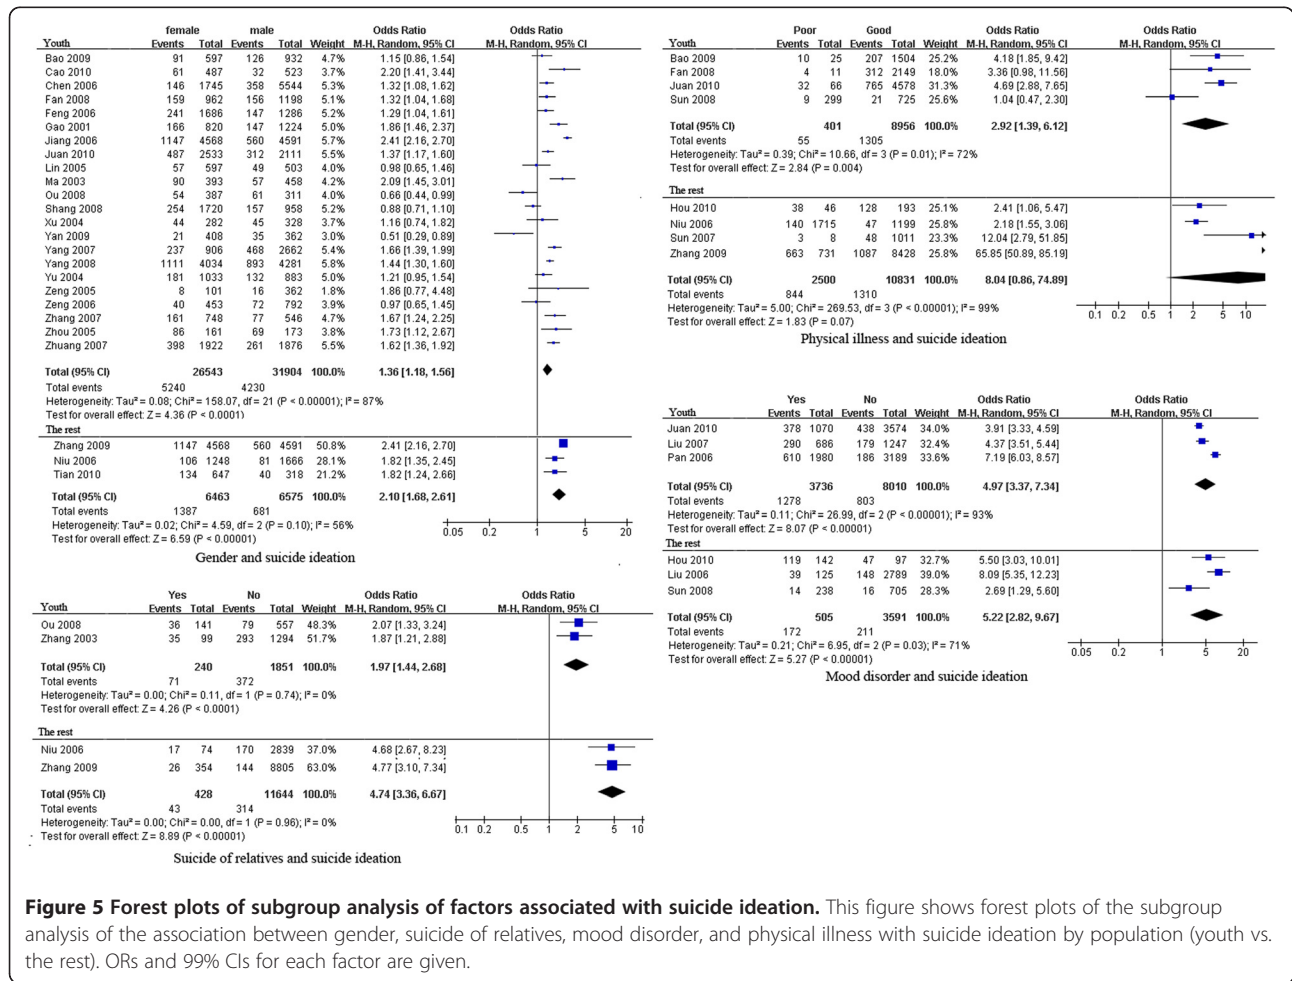 female male Odds Ratio Odds Ratio
Youth Events Total Events Total Weight M-H, Random, 95% CI M-H, Random, 95% CI
Bao 2009 91 597 126 932 4.7% 1.15 [0.86, 1.54]
Cao 2010 61 487 32 523 3.5% 2.20 [1.41, 3.44]
Chen 2006 146 1745 358 5544 5.4% 1.32 [1.08, 1.62]
Fan 2008 159 962 156 1198 5.0% 1.32 [1.04, 1.68]
Feng 2006 241 1686 147 1286 5.2% 1.29 [1.04, 1.61]
Gao 2001 166 820 147 1224 5.0% 1.86 [1.46, 2.37]
Jiang 2006 1147 4568 560 4591 6.0% 2.41 [2.16, 2.70]
Juan 2010 487 2533 312 2111 5.7% 1.37 [1.17, 1.60]
Lin 2005 57 597 49 503 3.8% 0.98 [0.65, 1.46]
Ma 2003 90 393 57 458 4.1% 2.09 [1.45, 3.01]
Ou 2008 54 387 61 311 3.8% 0.66 [0.44, 0.99]
Shang 2008 254 1720 157 958 5.2% 0.88 [0.71, 1.10]
Xu 2004 44 282 45 328 3.4% 1.16 [0.74, 1.82]
Yan 2009 21 408 35 362 3.0% 0.51 [0.29, 0.89]
Yang 2007 237 906 468 2662 5.5% 1.66 [1.39, 1.99]
Yang 2008 1111 4034 893 4281 6.0% 1.44 [1.30, 1.60]
Yu 2004 181 1033 132 883 5.0% 1.21 [0.95, 1.54]
Zeng 2005 8 101 16 362 1.5% 1.86 [0.77, 4.48]
Zeng 2006 40 453 72 792 3.8% 0.97 [0.65, 1.45]
Zhang 2007 161 748 77 546 4.6% 1.67 [1.24, 2.25]
Zhou 2005 86 161 69 173 3.5% 1.73 [1.12, 2.67]
Zhuang 2007 398 1922 261 1876 5.5% 1.62 [1.36, 1.92]
Total (95% CI) 26543 31904 100.0% 1.36 [1.18, 1.56]
Total events 5240 4230
Heterogeneity: Tau² = 0.08; Chi² = 158.07, df = 21 (P < 0.00001); I² = 87%
Test for overall effect: Z = 4.36 (P < 0.0001)
The rest
Zhang 2009 1147 4568 560 4591 50.8% 2.41 [2.16, 2.70]
Niu 2006 106 1248 81 1666 28.1% 1.82 [1.35, 2.45]
Tian 2010 134 647 40 318 21.2% 1.82 [1.24, 2.66]
Total (95% CI) 6463 6575 100.0% 2.10 [1.68, 2.61]
Total events 1387 681
Heterogeneity: Tau² = 0.02; Chi² = 4.59, df = 2 (P = 0.10); I² = 56%
Test for overall effect: Z = 6.59 (P < 0.00001)
0.05 0.2 1 5 20
Gender and suicide ideation
Yes No Odds Ratio Odds Ratio
Youth Events Total Events Total Weight M-H, Random, 95% CI M-H, Random, 95% CI
Ou 2008 36 141 79 557 48.3% 2.07 [1.33, 3.24]
Zhang 2003 35 99 293 1294 51.7% 1.87 [1.21, 2.88]
Total (95% CI) 240 1851 100.0% 1.97 [1.44, 2.68]
Total events 71 372
Heterogeneity: Tau² = 0.00; Chi² = 0.11, df = 1 (P = 0.74); I² = 0%
Test for overall effect: Z = 4.26 (P < 0.0001)
The rest
Niu 2006 17 74 170 2839 37.0% 4.68 [2.67, 8.23]
Zhang 2009 26 354 144 8805 63.0% 4.77 [3.10, 7.34]
Total (95% CI) 428 11644 100.0% 4.74 [3.36, 6.67]
Total events 43 314
Heterogeneity: Tau² = 0.00; Chi² = 0.00, df = 1 (P = 0.96); I² = 0%
Test for overall effect: Z = 8.89 (P < 0.00001)
0.1 0.2 0.5 1 2 5 10
Suicide of relatives and suicide ideation
Poor Good Odds Ratio Odds Ratio
Youth Events Total Events Total Weight M-H, Random, 95% CI M-H, Random, 95% CI
Bao 2009 10 25 207 1504 25.2% 4.18 [1.85, 9.42]
Fan 2008 4 11 312 2149 18.0% 3.36 [0.98, 11.56]
Juan 2010 32 66 765 4578 31.3% 4.69 [2.88, 7.65]
Sun 2008 9 299 21 725 25.6% 1.04 [0.47, 2.30]
Total (95% CI) 401 8956 100.0% 2.92 [1.39, 6.12]
Total events 55 1305
Heterogeneity: Tau² = 0.39; Chi² = 10.66, df = 3 (P = 0.01); I² = 72%
Test for overall effect: Z = 2.84 (P = 0.004)
The rest
Hou 2010 38 46 128 193 25.1% 2.41 [1.06, 5.47]
Niu 2006 140 1715 47 1199 25.8% 2.18 [1.55, 3.06]
Sun 2007 3 8 48 1011 23.3% 12.04 [2.79, 51.85]
Zhang 2009 663 731 1087 8428 25.8% 65.85 [50.89, 85.19]
Total (95% CI) 2500 10831 100.0% 8.04 [0.86, 74.89]
Total events 844 1310
Heterogeneity: Tau² = 5.00; Chi² = 269.53, df = 3 (P < 0.00001); I² = 99%
Test for overall effect: Z = 1.83 (P = 0.07)
0.1 0.2 0.5 1 2 5 10
Physical illness and suicide ideation
Yes No Odds Ratio Odds Ratio
Youth Events Total Events Total Weight M-H, Random, 95% CI M-H, Random, 95% CI
Juan 2010 378 1070 438 3574 34.0% 3.91 [3.33, 4.59]
Liu 2007 290 686 179 1247 32.4% 4.37 [3.51, 5.44]
Pan 2006 610 1980 186 3189 33.6% 7.19 [6.03, 8.57]
Total (95% CI) 3736 8010 100.0% 4.97 [3.37, 7.34]
Total events 1278 803
Heterogeneity: Tau² = 0.11; Chi² = 26.99, df = 2 (P < 0.00001); I² = 93%
Test for overall effect: Z = 8.07 (P < 0.00001)
The rest
Hou 2010 119 142 47 97 32.7% 5.50 [3.03, 10.01]
Liu 2006 39 125 148 2789 39.0% 8.09 [5.35, 12.23]
Sun 2008 14 238 16 705 28.3% 2.69 [1.29, 5.60]
Total (95% CI) 505 3591 100.0% 5.22 [2.82, 9.67]
Total events 172 211
Heterogeneity: Tau² = 0.21; Chi² = 6.95, df = 2 (P = 0.03); I² = 71%
Test for overall effect: Z = 5.27 (P < 0.00001)
0.05 0.2 1 5 20
Mood disorder and suicide ideation
Figure 5 Forest plots of subgroup analysis of factors associated with suicide ideation. This figure shows forest plots of the subgroup
analysis of the association between gender, suicide of relatives, mood disorder, and physical illness with suicide ideation by population (youth vs.
the rest). ORs and 99% CIs for each factor are given.